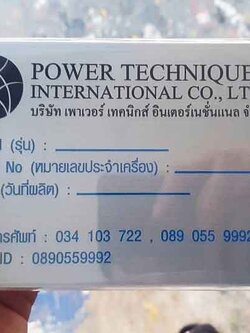 POWER TECHNIQUE
INTERNATIONAL CO., LT
บริษัท เพาเวอร์ เทคนิกส์ อินเตอร์เนชั่นแนล จํ
(รุ่น) :
No (หมายเลขประจำเครื่อง) :
(วันที่ผลิต) :
รศัพท์ : 034 103 722 , 089 055 9992
ID : 0890559992